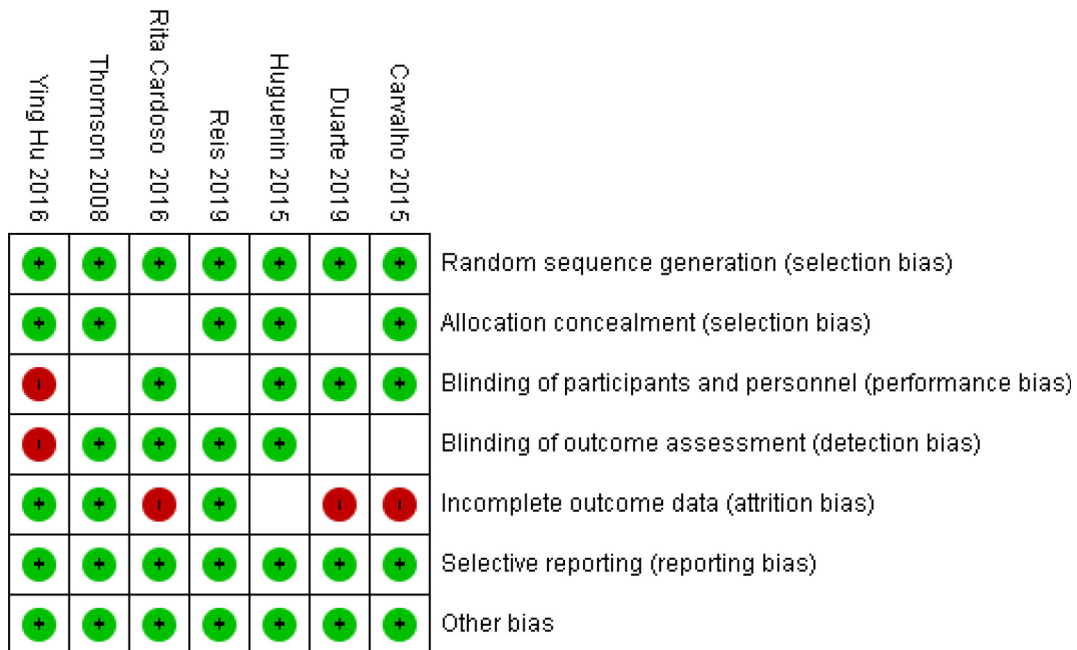 Ying Hu 2016
Thomson 2008
Rita Cardoso  2016
Reis 2019
Huguenin 2015
Duarte 2019
Carvalho 2015
+ + + + + + + Random sequence generation (selection bias)
+ + + + + Allocation concealment (selection bias)
- + + + + Blinding of participants and personnel (performance bias)
- + + + + Blinding of outcome assessment (detection bias)
+ + - + - - Incomplete outcome data (attrition bias)
+ + + + + + + Selective reporting (reporting bias)
+ + + + + + + Other bias